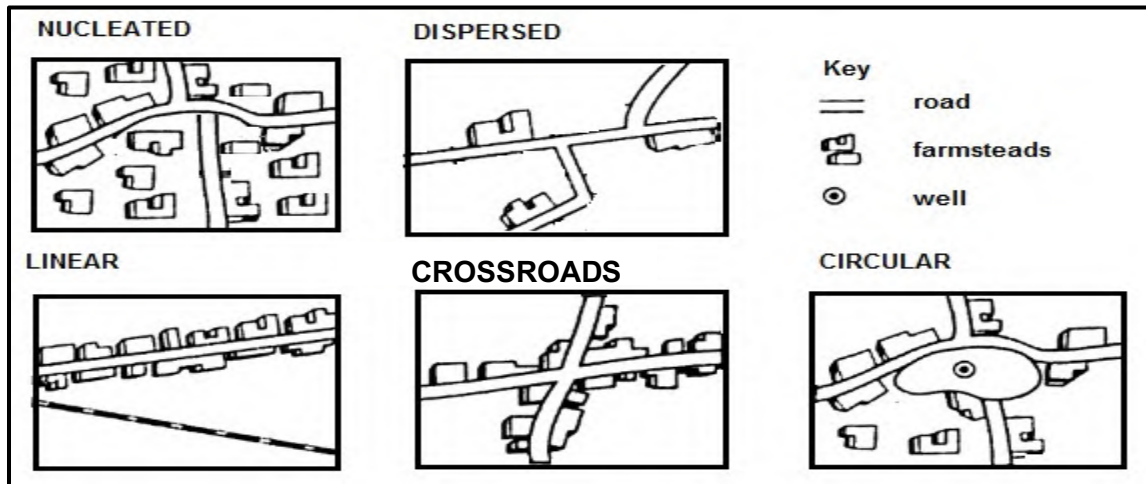 NUCLEATED
DISPERSED
Key
road
farmsteads
well
LINEAR
CROSSROADS
CIRCULAR